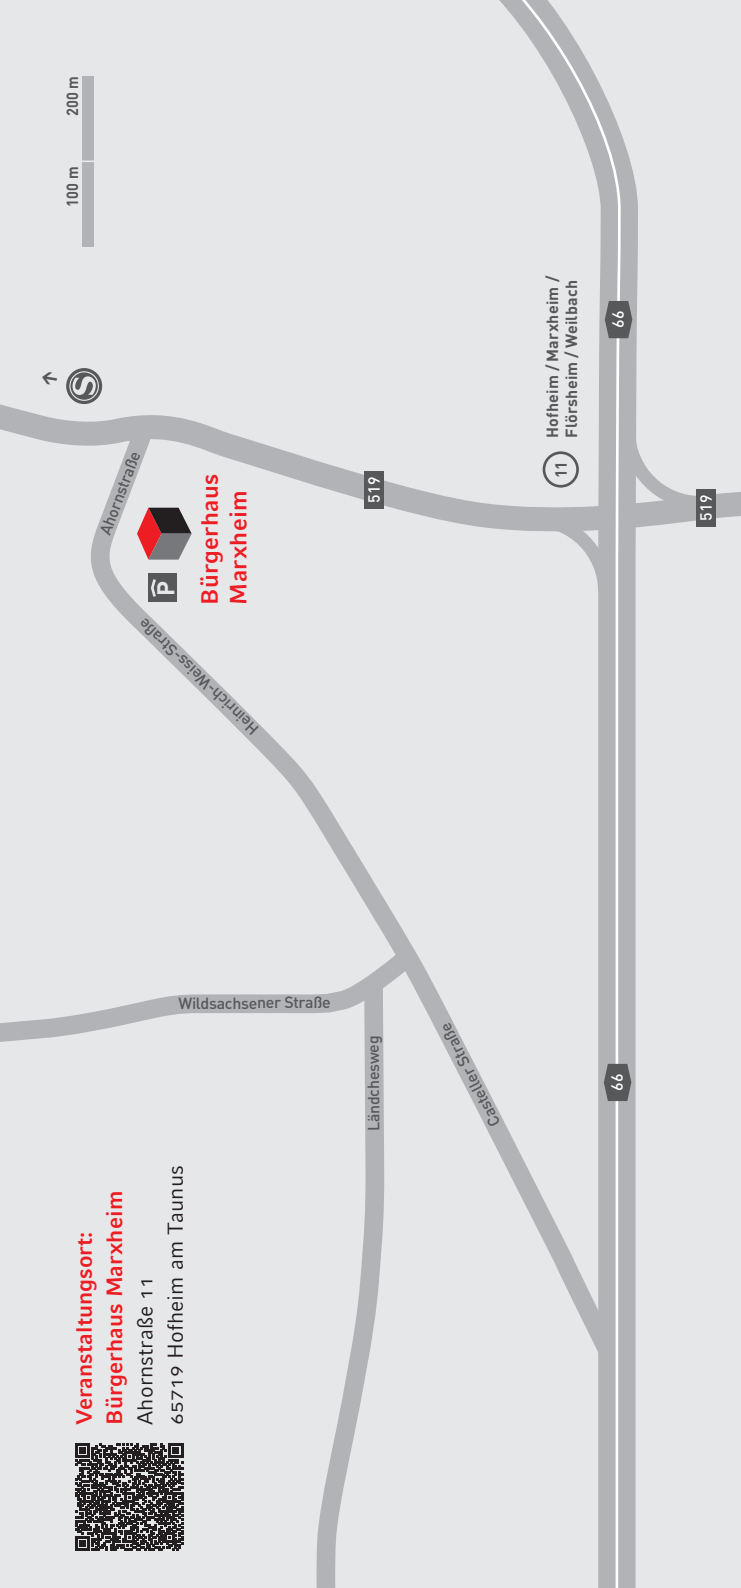 Veranstaltungsort:
Bürgerhaus Marxheim
Ahornstraße 11
65719 Hofheim am Taunus
Wildsachsener Straße
Ländchesweg
Casteller Straße
66
Heinrich-Weiss-Straße
Ahornstraße
P
Bürgerhaus
Marxheim
S
519
11
Hofheim / Marxheim /
Flörsheim / Weilbach
66
519
100 m
200 m